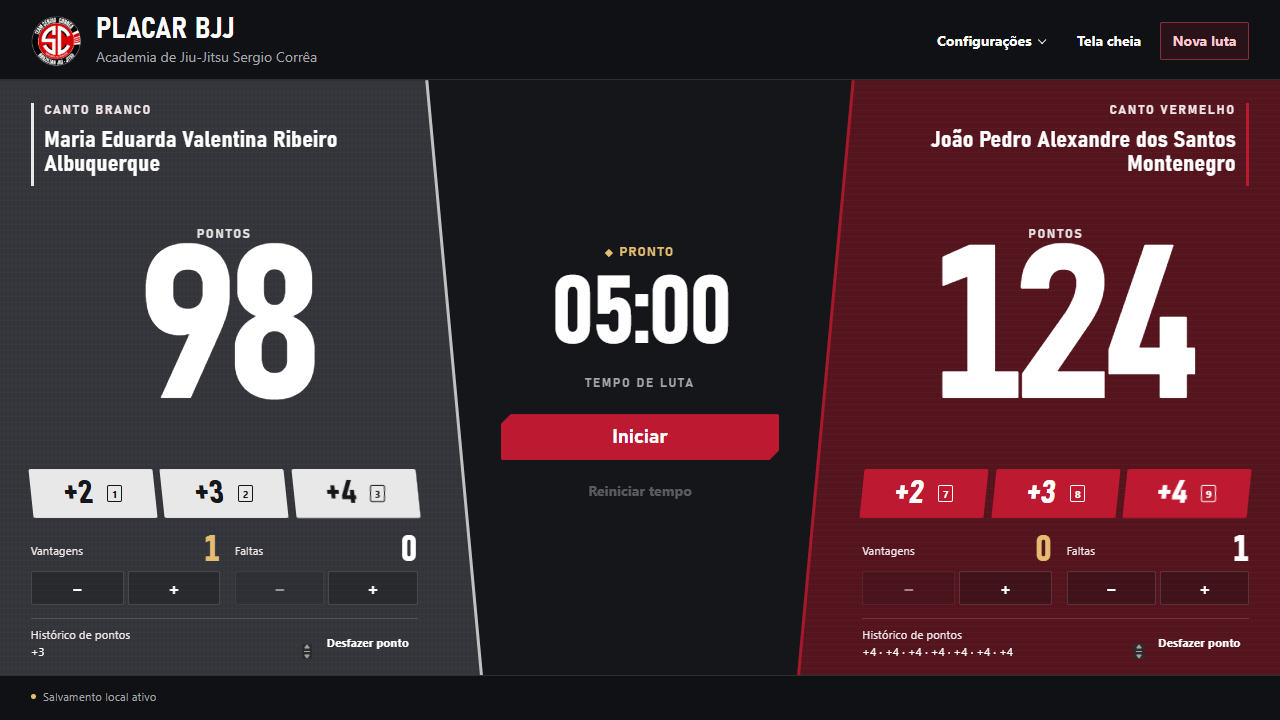 SC
PLACAR BJJ
Academia de Jiu-Jitsu Sergio Corrêa
Configurações
Tela cheia
Nova luta
CANTO BRANCO
Maria Eduarda Valentina Ribeiro
Albuquerque
PONTOS
98
+2 1
+3 2
+4 3
Vantagens 1
Faltas 0
− +
− +
Histórico de pontos
+3
Desfazer ponto
◆ PRONTO
05:00
TEMPO DE LUTA
Iniciar
Reiniciar tempo
CANTO VERMELHO
João Pedro Alexandre dos Santos
Montenegro
PONTOS
124
+2 7
+3 8
+4 9
Vantagens 0
Faltas 1
− +
− +
Histórico de pontos
+4 · +4 · +4 · +4 · +4 · +4 · +4
Desfazer ponto
Salvamento local ativo